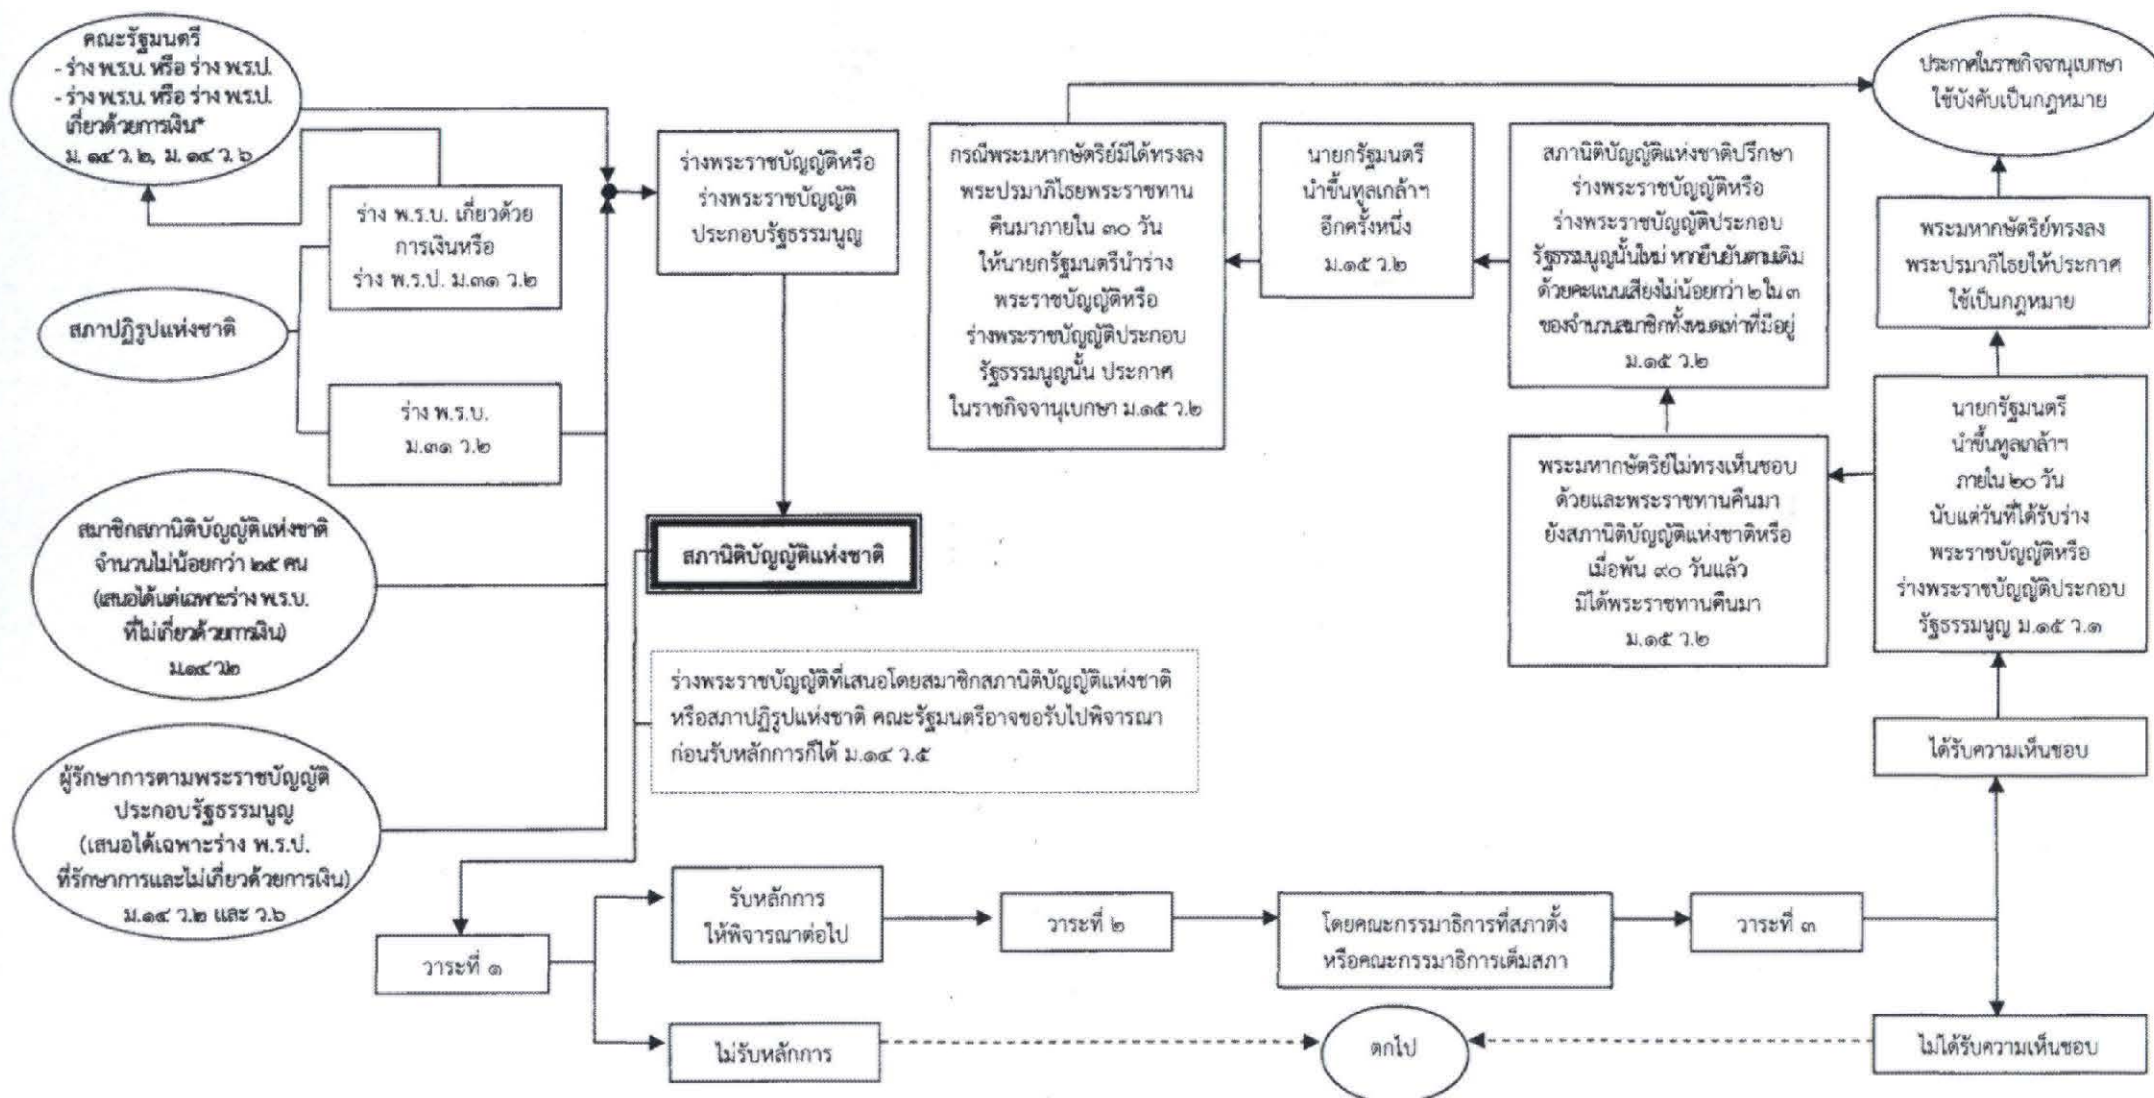 คณะรัฐมนตรี
- ร่าง พ.ร.บ. หรือ ร่าง พ.ร.ป.
- ร่าง พ.ร.บ. หรือ ร่าง พ.ร.ป.
เกี่ยวด้วยการเงิน*
ม. ๑๔ ว. ๒, ม. ๑๔ ว. ๖
ร่าง พ.ร.บ. เกี่ยวด้วย
การเงินหรือ
ร่าง พ.ร.ป. ม.๓๑ ว.๒
สภาปฏิรูปแห่งชาติ
ร่าง พ.ร.บ.
ม.๓๑ ว.๒
สมาชิกสภานิติบัญญัติแห่งชาติ
จำนวนไม่น้อยกว่า ๒๕ คน
(เสนอได้แต่เฉพาะร่าง พ.ร.บ.
ที่ไม่เกี่ยวด้วยการเงิน)
ม.๑๔ ว.๒
ผู้รักษาการตามพระราชบัญญัติ
ประกอบรัฐธรรมนูญ
(เสนอได้เฉพาะร่าง พ.ร.ป.
ที่รักษาการและไม่เกี่ยวด้วยการเงิน)
ม.๑๔ ว.๒ และ ว.๖
ร่างพระราชบัญญัติหรือ
ร่างพระราชบัญญัติ
ประกอบรัฐธรรมนูญ
สภานิติบัญญัติแห่งชาติ
ร่างพระราชบัญญัติที่เสนอโดยสมาชิกสภานิติบัญญัติแห่งชาติ
หรือสภาปฏิรูปแห่งชาติ คณะรัฐมนตรีอาจขอรับไปพิจารณา
ก่อนรับหลักการก็ได้ ม.๑๔ ว.๕
วาระที่ ๑
รับหลักการ
ให้พิจารณาต่อไป
ไม่รับหลักการ
วาระที่ ๒
โดยคณะกรรมาธิการที่สภาตั้ง
หรือคณะกรรมาธิการเต็มสภา
วาระที่ ๓
ตกไป
ไม่ได้รับความเห็นชอบ
ได้รับความเห็นชอบ
นายกรัฐมนตรี
นำขึ้นทูลเกล้าฯ
ภายใน ๒๐ วัน
นับแต่วันที่ได้รับร่าง
พระราชบัญญัติหรือ
ร่างพระราชบัญญัติประกอบ
รัฐธรรมนูญ ม.๑๕ ว.๑
พระมหากษัตริย์ทรงลง
พระปรมาภิไธยให้ประกาศ
ใช้เป็นกฎหมาย
ประกาศในราชกิจจานุเบกษา
ใช้บังคับเป็นกฎหมาย
พระมหากษัตริย์ไม่ทรงเห็นชอบ
ด้วยและพระราชทานคืนมา
ยังสภานิติบัญญัติแห่งชาติหรือ
เมื่อพ้น ๙๐ วันแล้ว
มิได้พระราชทานคืนมา
ม.๑๕ ว.๒
สภานิติบัญญัติแห่งชาติปรึกษา
ร่างพระราชบัญญัติหรือ
ร่างพระราชบัญญัติประกอบ
รัฐธรรมนูญนั้นใหม่ หากยืนยันตามเดิม
ด้วยคะแนนเสียงไม่น้อยกว่า ๒ ใน ๓
ของจำนวนสมาชิกทั้งหมดเท่าที่มีอยู่
ม.๑๕ ว.๒
นายกรัฐมนตรี
นำขึ้นทูลเกล้าฯ
อีกครั้งหนึ่ง
ม.๑๕ ว.๒
กรณีพระมหากษัตริย์มิได้ทรงลง
พระปรมาภิไธยพระราชทาน
คืนมาภายใน ๓๐ วัน
ให้นายกรัฐมนตรีนำร่าง
พระราชบัญญัติหรือ
ร่างพระราชบัญญัติประกอบ
รัฐธรรมนูญนั้น ประกาศ
ในราชกิจจานุเบกษา ม.๑๕ ว.๒